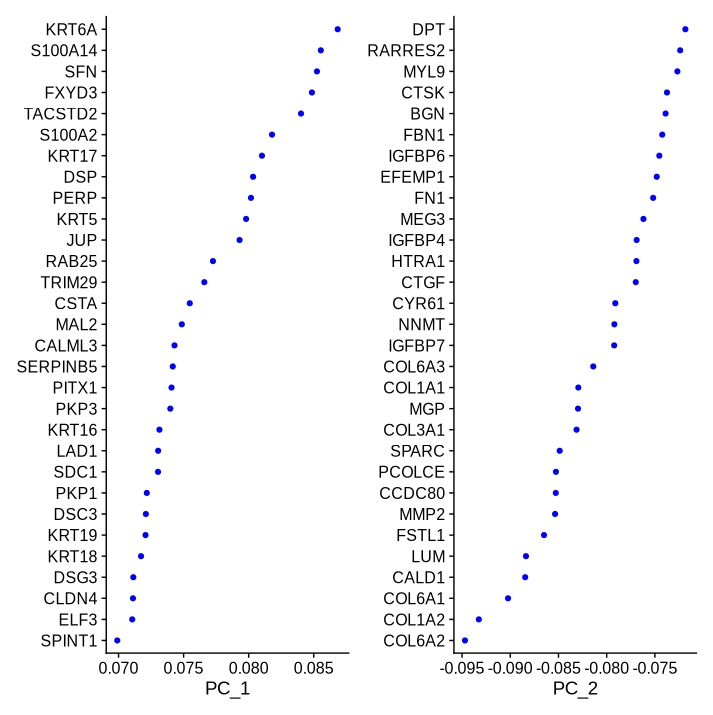 KRT6A
S100A14
SFN
FXYD3
TACSTD2
S100A2
KRT17
DSP
PERP
KRT5
JUP
RAB25
TRIM29
CSTA
MAL2
CALML3
SERPINB5
PITX1
PKP3
KRT16
LAD1
SDC1
PKP1
DSC3
KRT19
KRT18
DSG3
CLDN4
ELF3
SPINT1
0.070 0.075 0.080 0.085
PC_1
DPT
RARRES2
MYL9
CTSK
BGN
FBN1
IGFBP6
EFEMP1
FN1
MEG3
IGFBP4
HTRA1
CTGF
CYR61
NNMT
IGFBP7
COL6A3
COL1A1
MGP
COL3A1
SPARC
PCOLCE
CCDC80
MMP2
FSTL1
LUM
CALD1
COL6A1
COL1A2
COL6A2
-0.095 -0.090 -0.085 -0.080 -0.075
PC_2